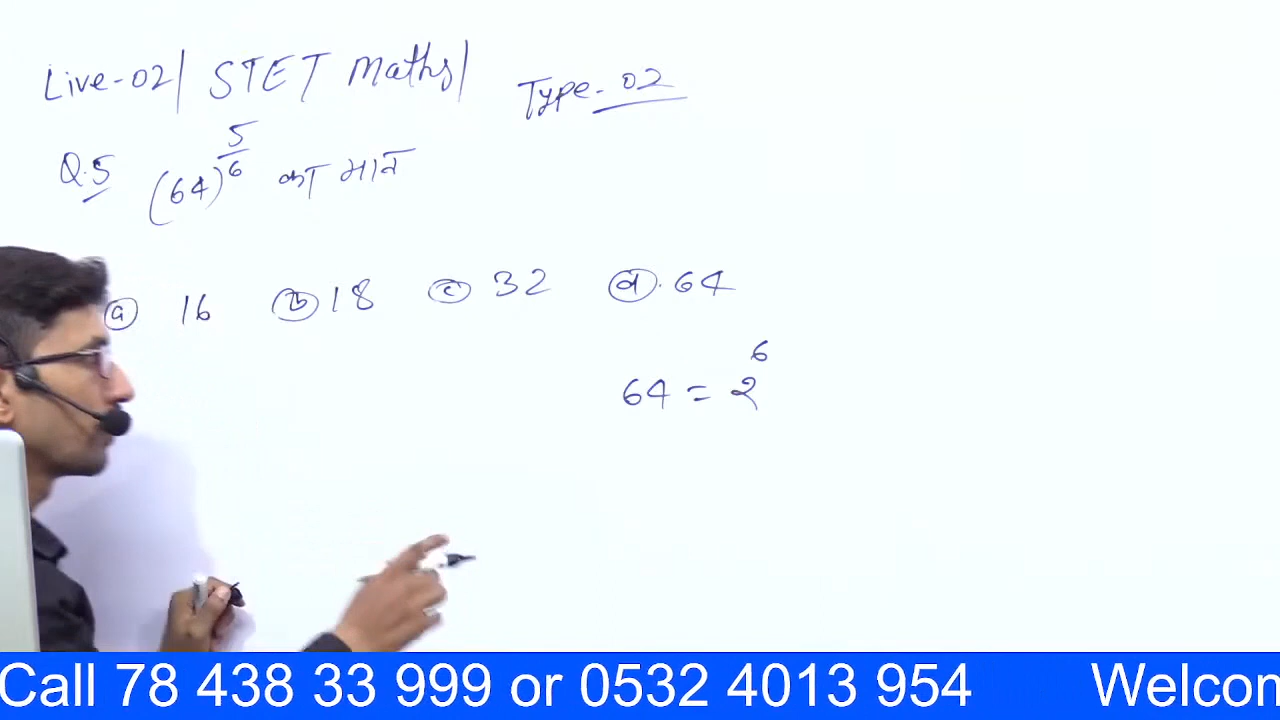 Live-02| STET Maths| Type-02
Q.5 (64)^5/6 का मान
a 16 b 18 c 32 d. 64
64 = 2^6
Call 78 438 33 999 or 0532 4013 954 Welcom